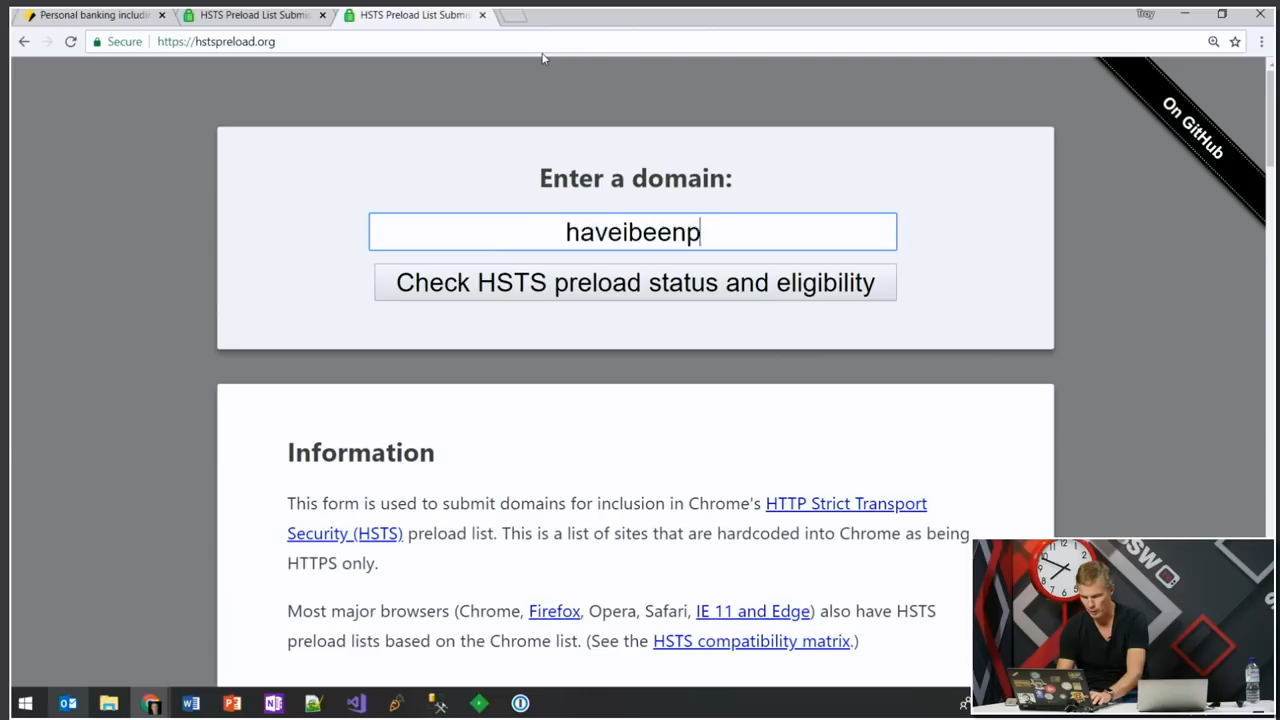 Personal banking includin
HSTS Preload List Submis
HSTS Preload List Submis
Troy
Secure
https://hstspreload.org
On GitHub
Enter a domain:
haveibeenp
Check HSTS preload status and eligibility
Information
This form is used to submit domains for inclusion in Chrome's HTTP Strict Transport
Security (HSTS) preload list. This is a list of sites that are hardcoded into Chrome as being
HTTPS only.
Most major browsers (Chrome, Firefox, Opera, Safari, IE 11 and Edge) also have HSTS
preload lists based on the Chrome list. (See the HSTS compatibility matrix.)